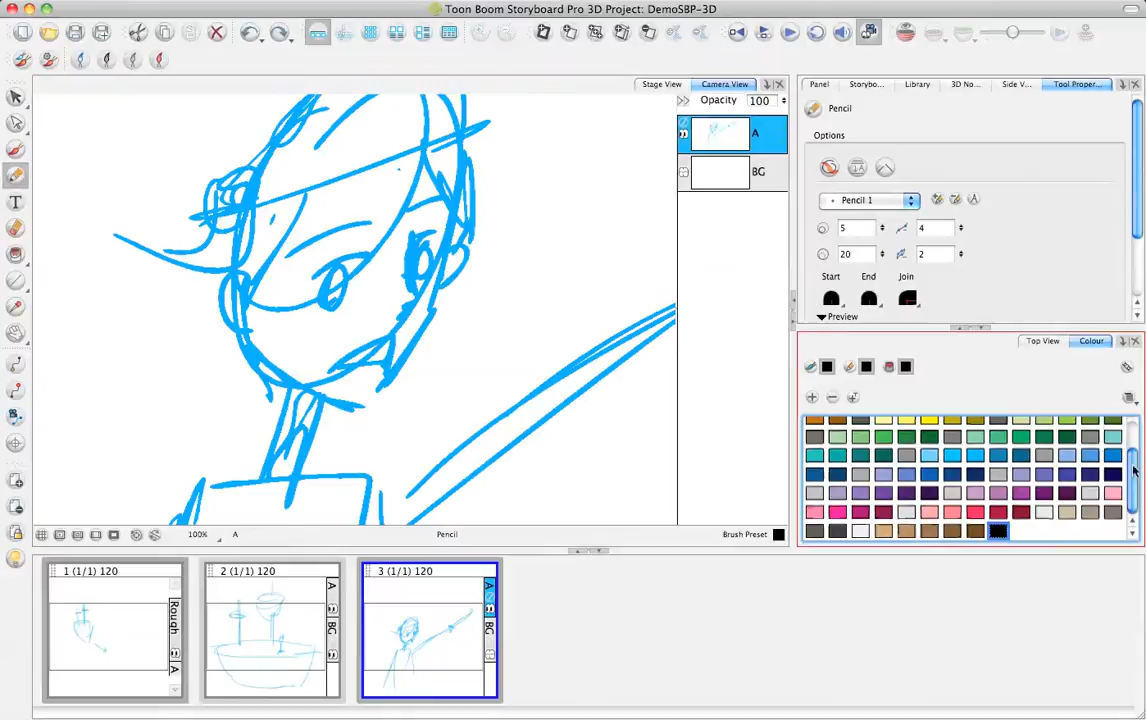 Toon Boom Storyboard Pro 3D Project: DemoSBP-3D
Stage View
Camera View
Panel
Storybo...
Library
3D No...
Side V...
Tool Proper...
Opacity 100
A
BG
Pencil
Options
Pencil 1
5
4
20
2
Start
End
Join
Preview
Top View
Colour
T
100%
A
Pencil
Brush Preset
1 (1/1) 120
2 (1/1) 120
3 (1/1) 120
Rough
A
A
BG
A
BG